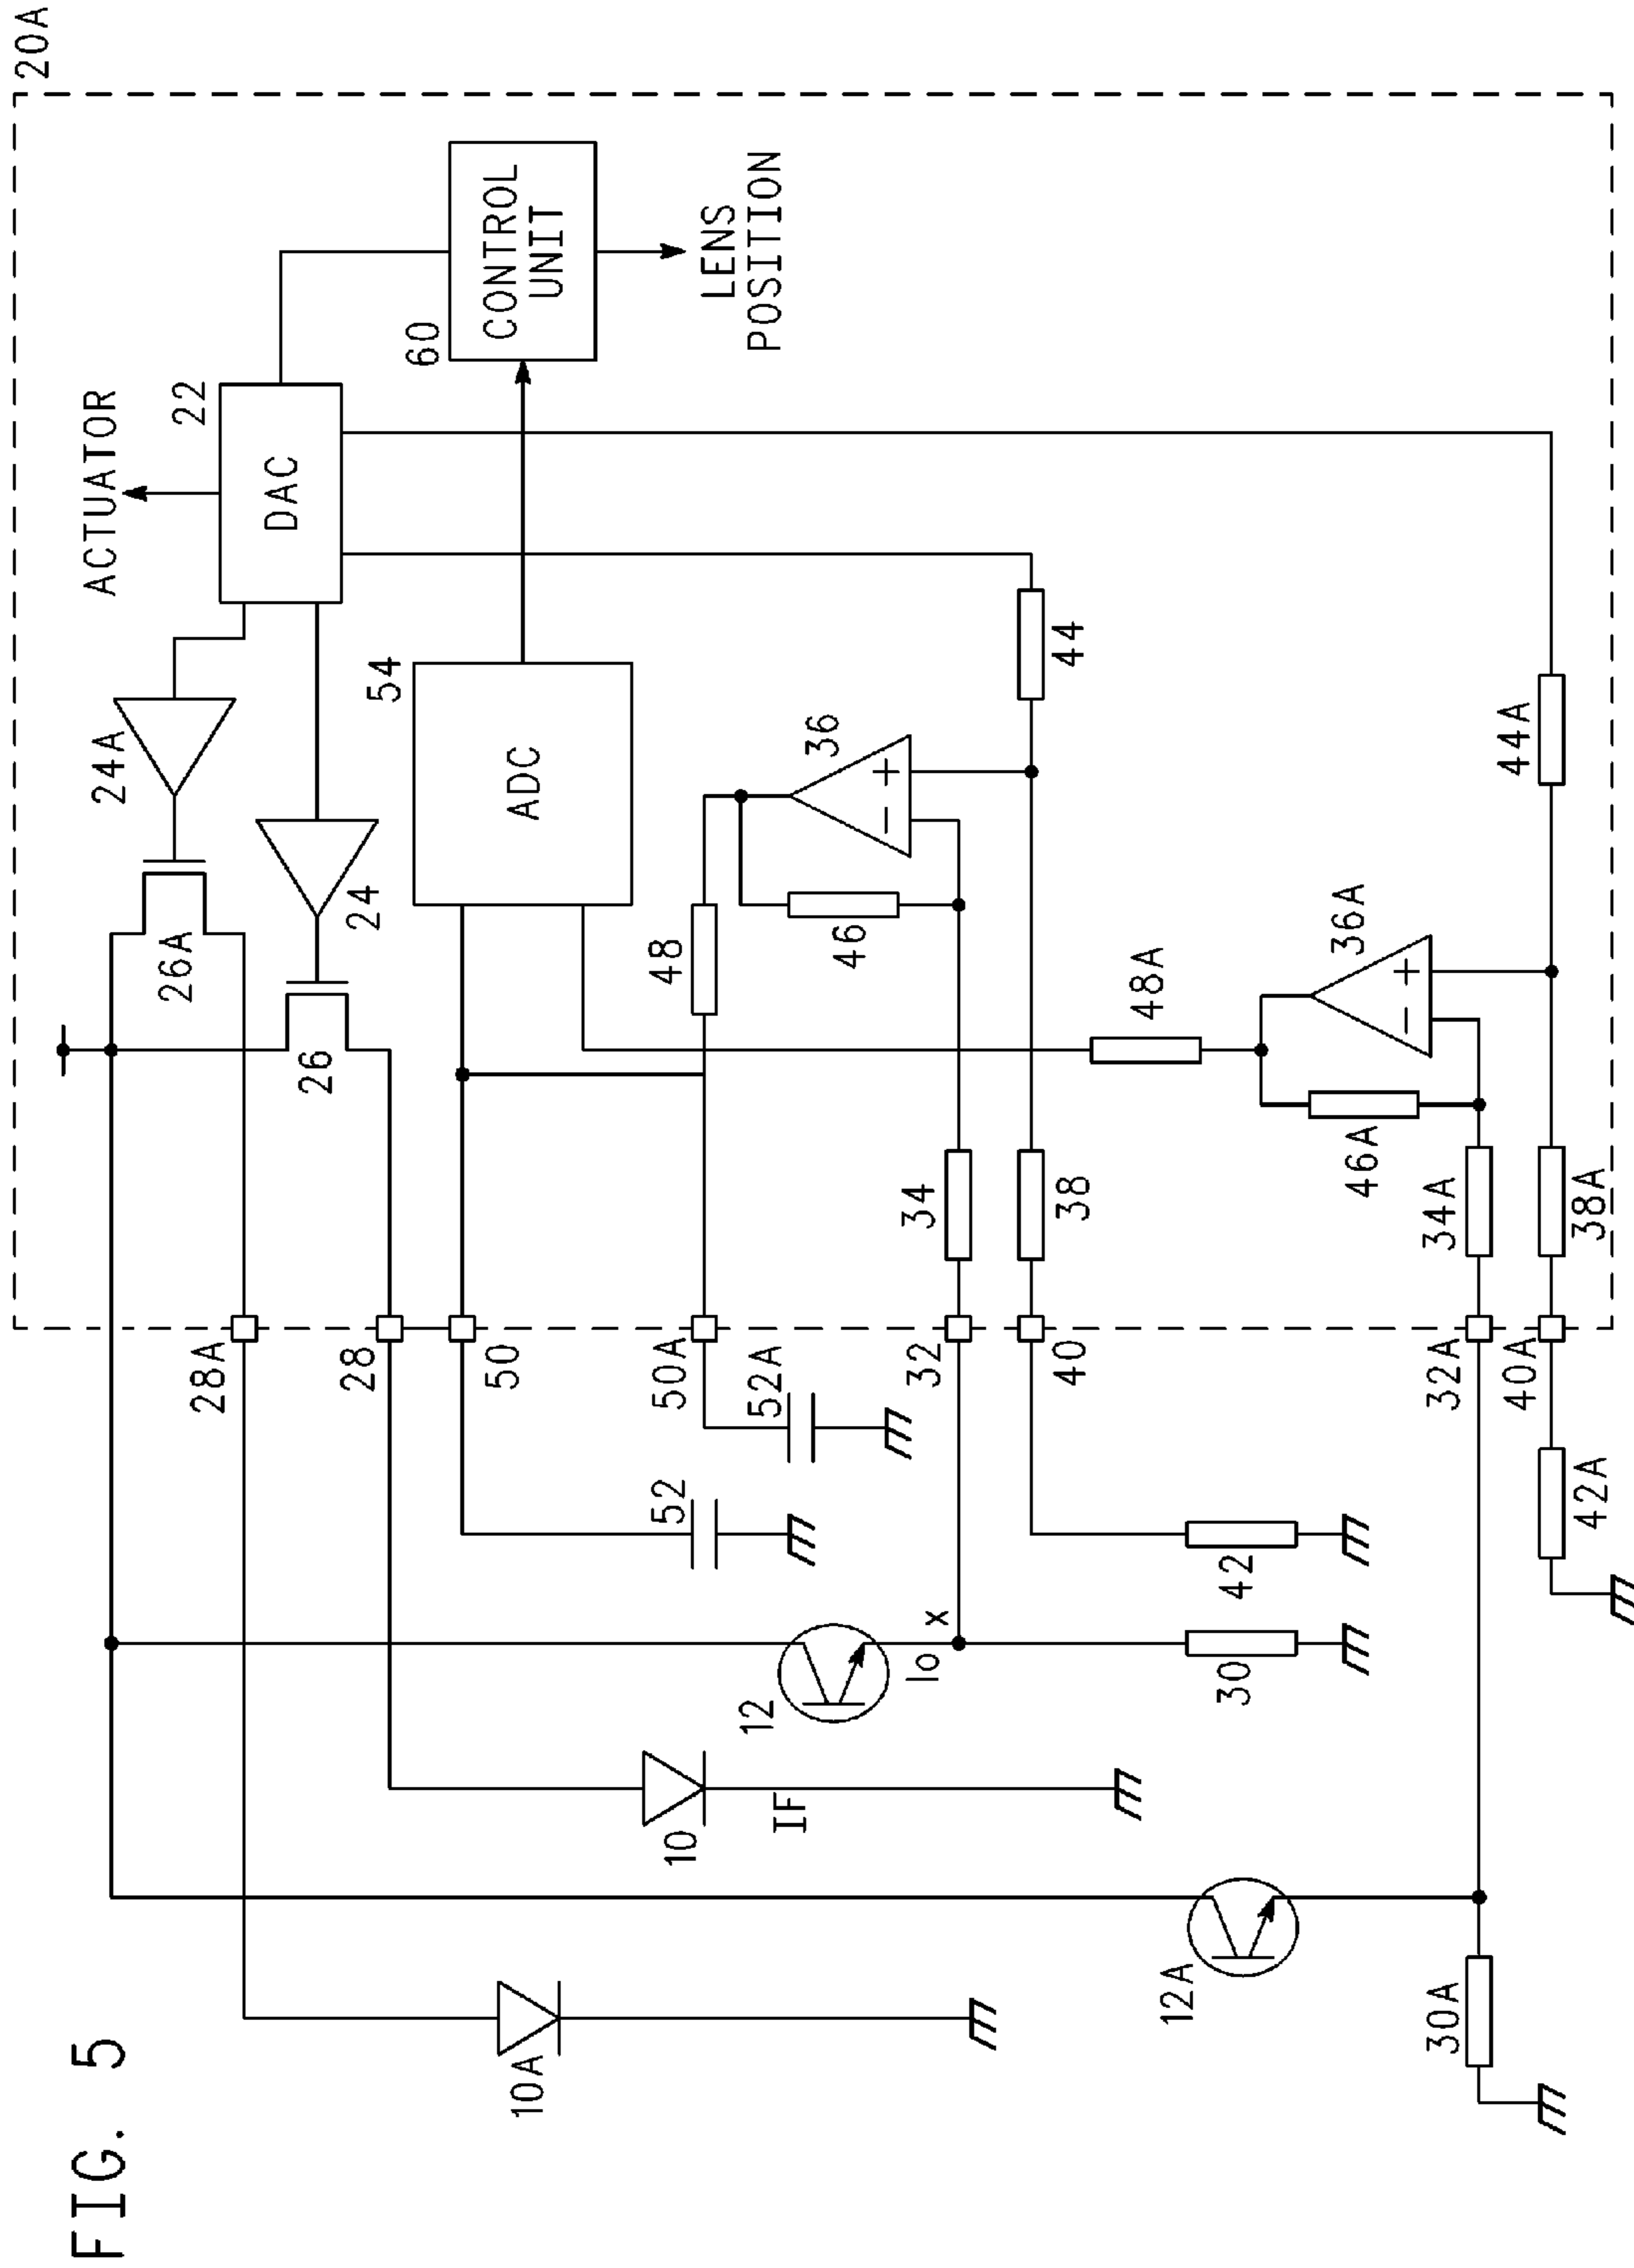 FIG. 5
20A
ACTUATOR
22
DAC
24A
26A
24
26
28A
28
60
CONTROL
UNIT
LENS
POSITION
54
ADC
50
52
48
50A
52A
36
+
−
46
44
34
32
38
40
42
12
Io
x
30
10
IF
10A
48A
36A
+
−
46A
44A
34A
32A
38A
40A
42A
12A
30A